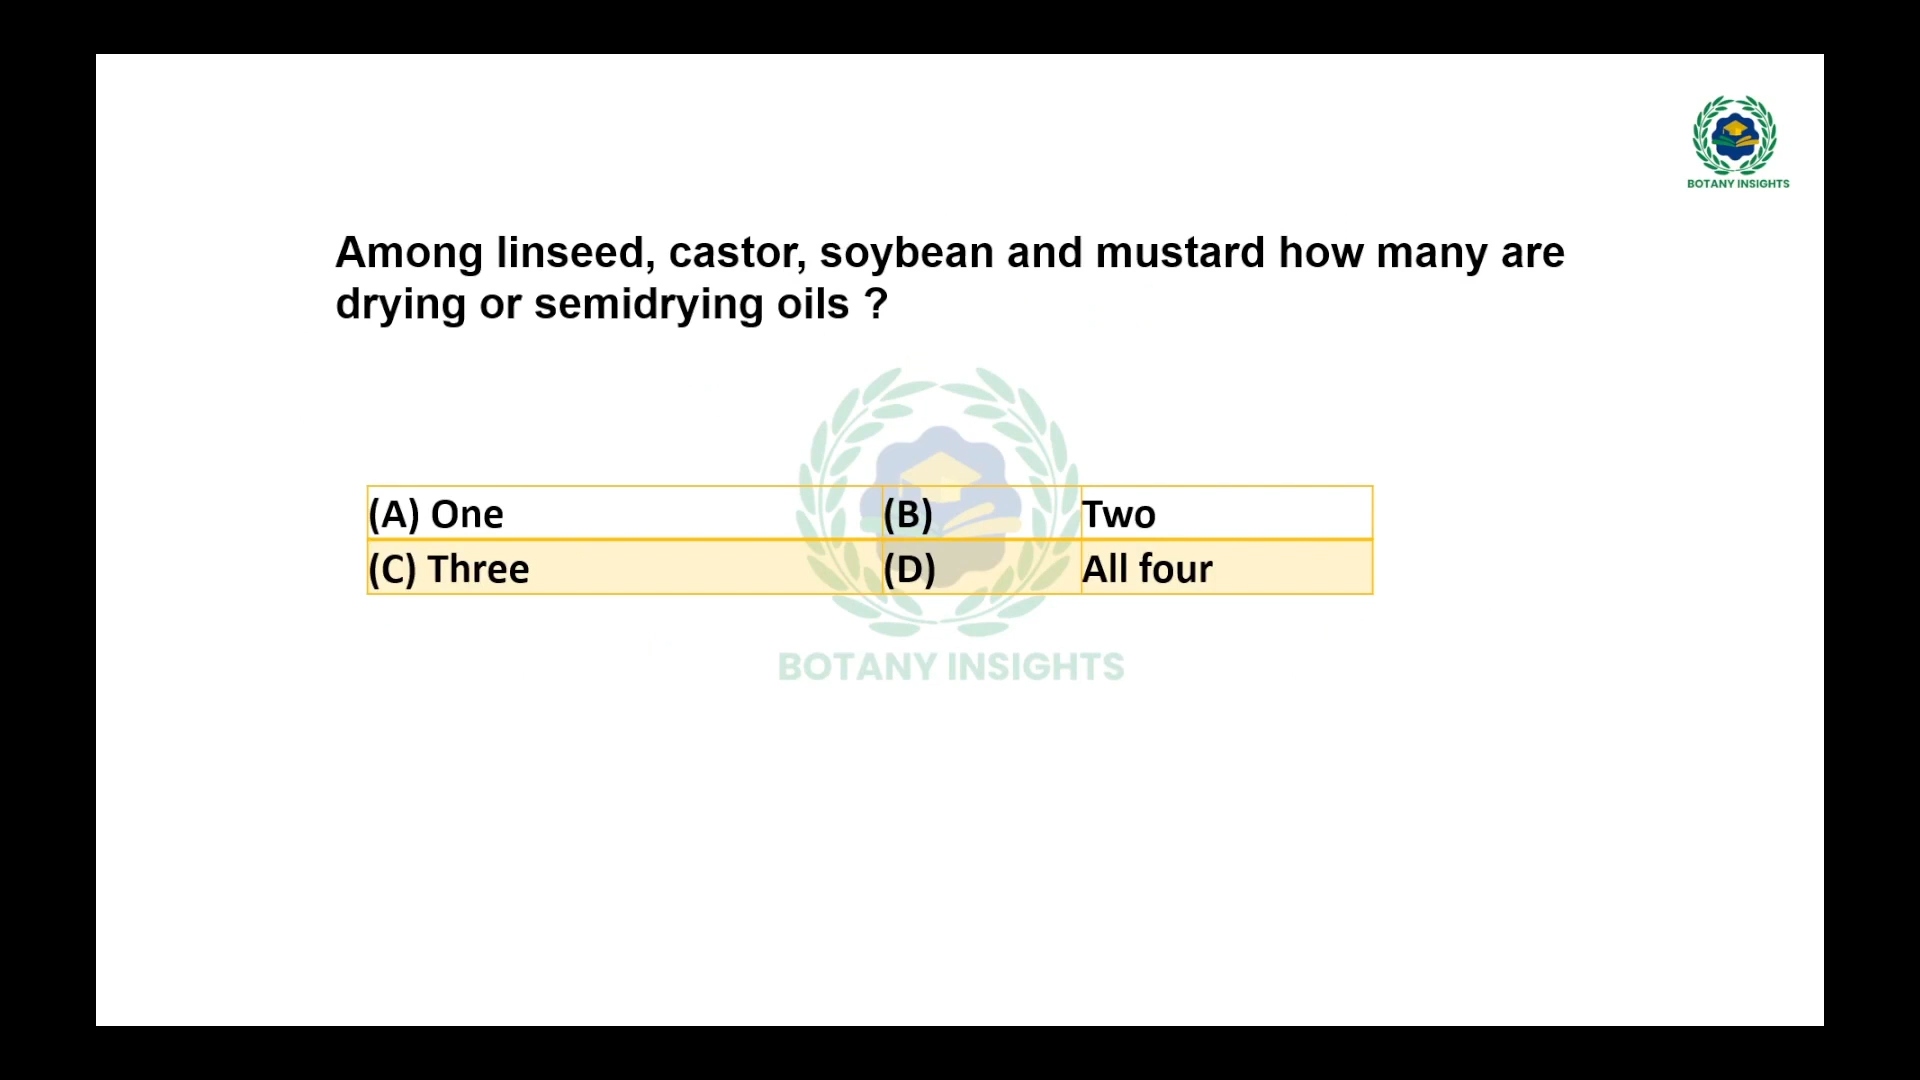 BOTANY INSIGHTS
Among linseed, castor, soybean and mustard how many are
drying or semidrying oils ?
(A) One (B) Two
(C) Three (D) All four
BOTANY INSIGHTS